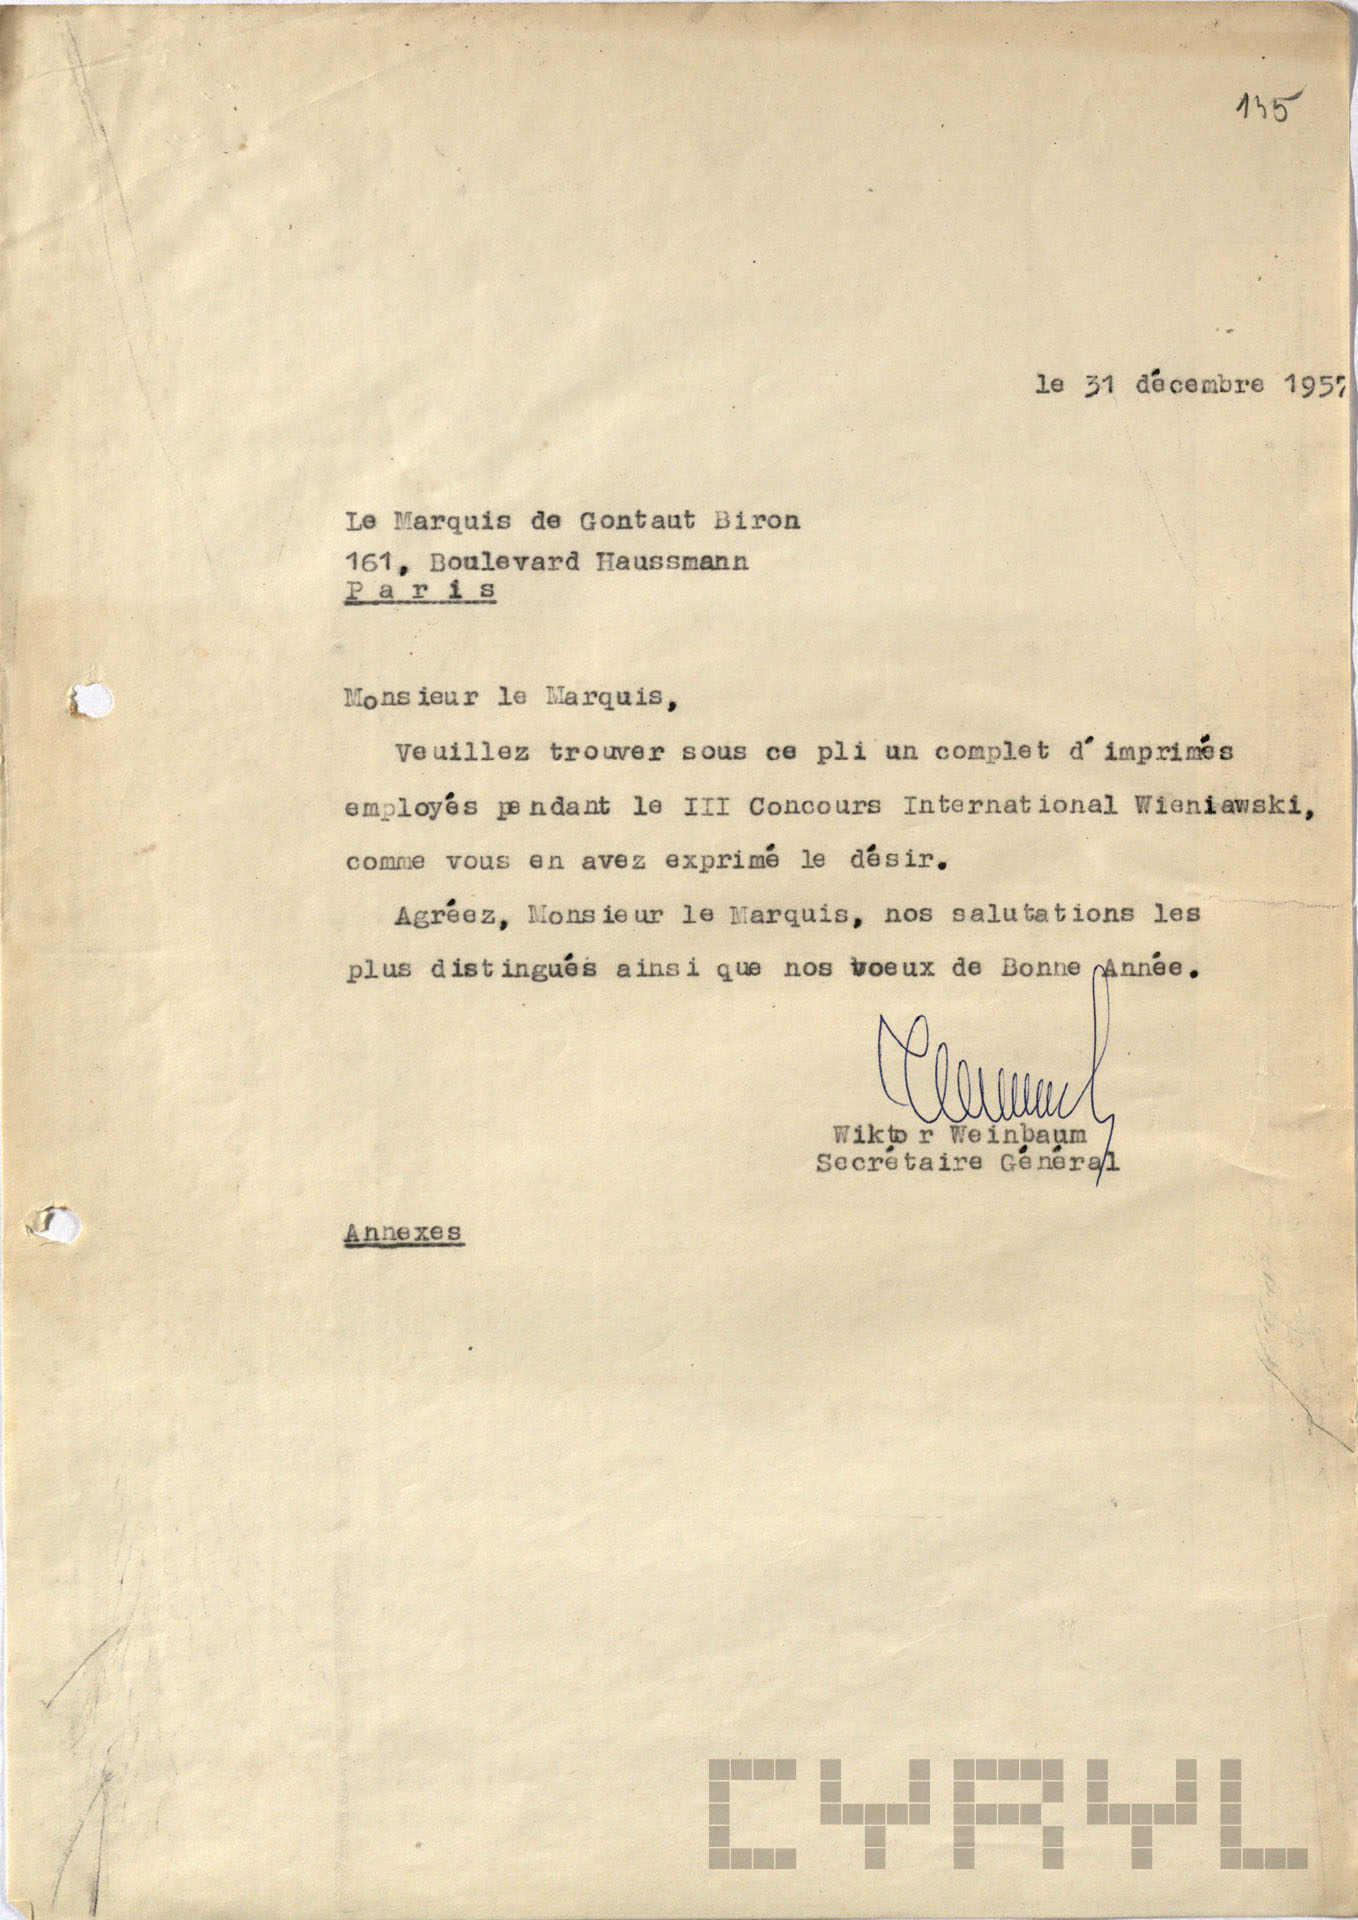 135
le 31 décembre 1957
Le Marquis de Gontaut Biron
161, Boulevard Haussmann
Paris
Monsieur le Marquis,
Veuillez trouver sous ce pli un complet d'imprimés
employés pendant le III Concours International Wieniawski,
comme vous en avez exprimé le désir.
Agréez, Monsieur le Marquis, nos salutations les
plus distingués ainsi que nos voeux de Bonne Année.
Wiktor Weinbaum
Secrétaire Général
Annexes
CYRYL